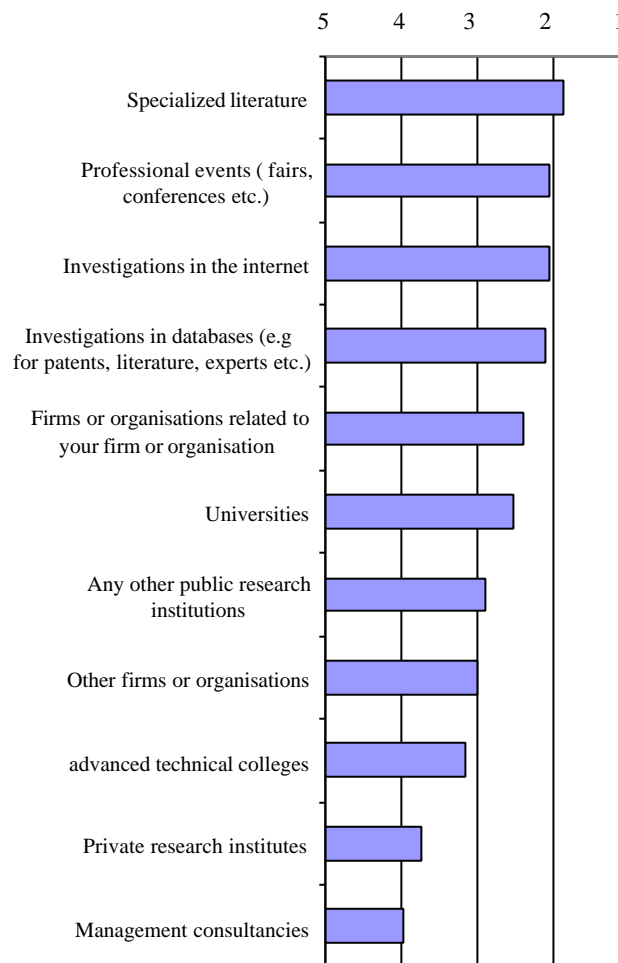 5 4 3 2 1
Specialized literature
Professional events ( fairs,
conferences etc.)
Investigations in the internet
Investigations in databases (e.g
for patents, literature, experts etc.)
Firms or organisations related to
your firm or organisation
Universities
Any other public research
institutions
Other firms or organisations
advanced technical colleges
Private research institutes
Management consultancies